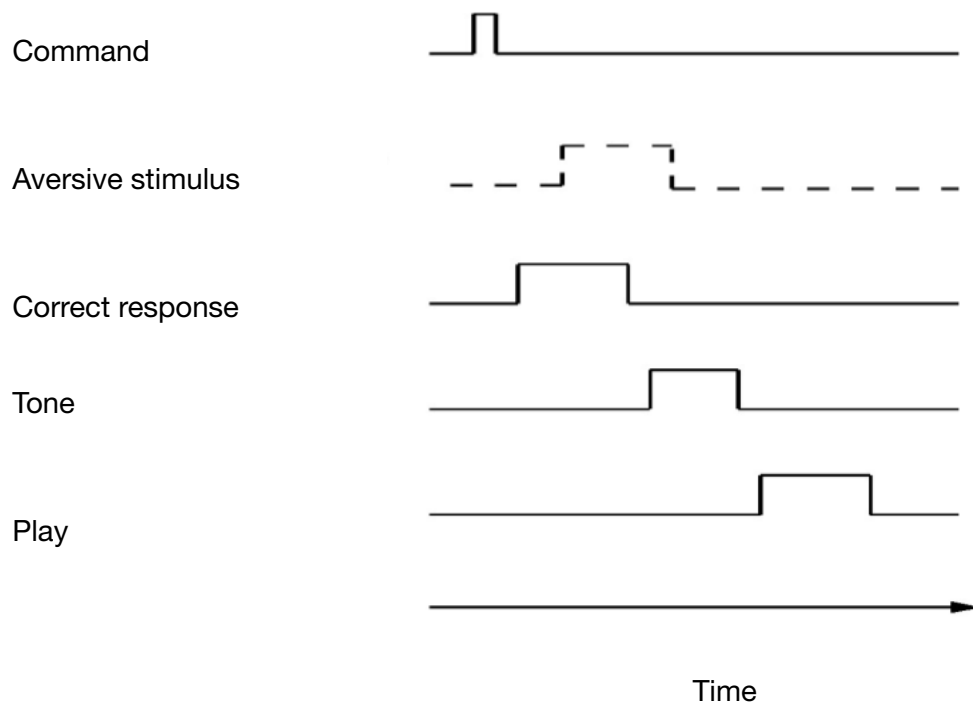 Command
Aversive stimulus
Correct response
Tone
Play
Time